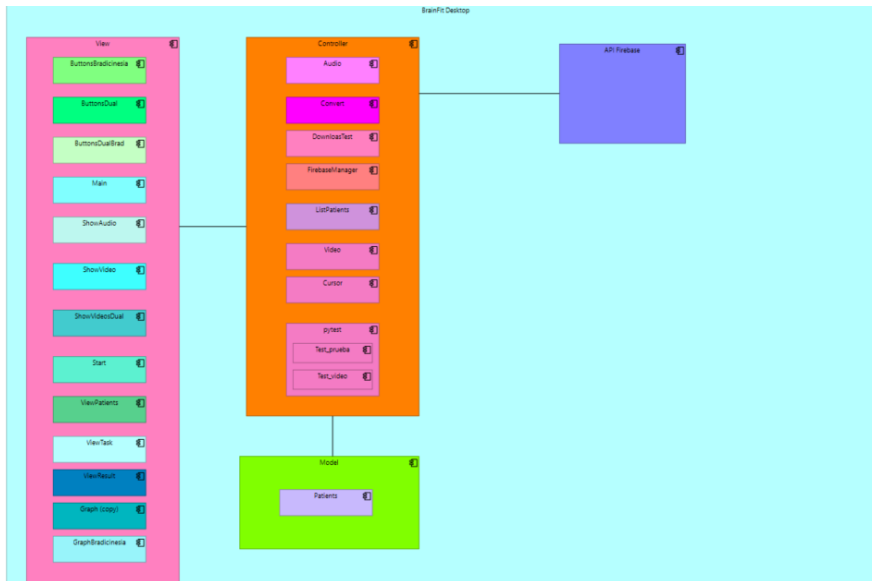 BrainFit Desktop
View
ButtonsBradicinesia
ButtonsDual
ButtonsDualBrad
Main
ShowAudio
ShowVideo
ShowVideosDual
Start
ViewPatients
ViewTask
ViewResult
Graph (copy)
GraphBradicinesia
Controller
Audio
Convert
DownloasTest
FirebaseManager
ListPatients
Video
Cursor
pytest
Test_prueba
Test_video
Model
Patients
API Firebase